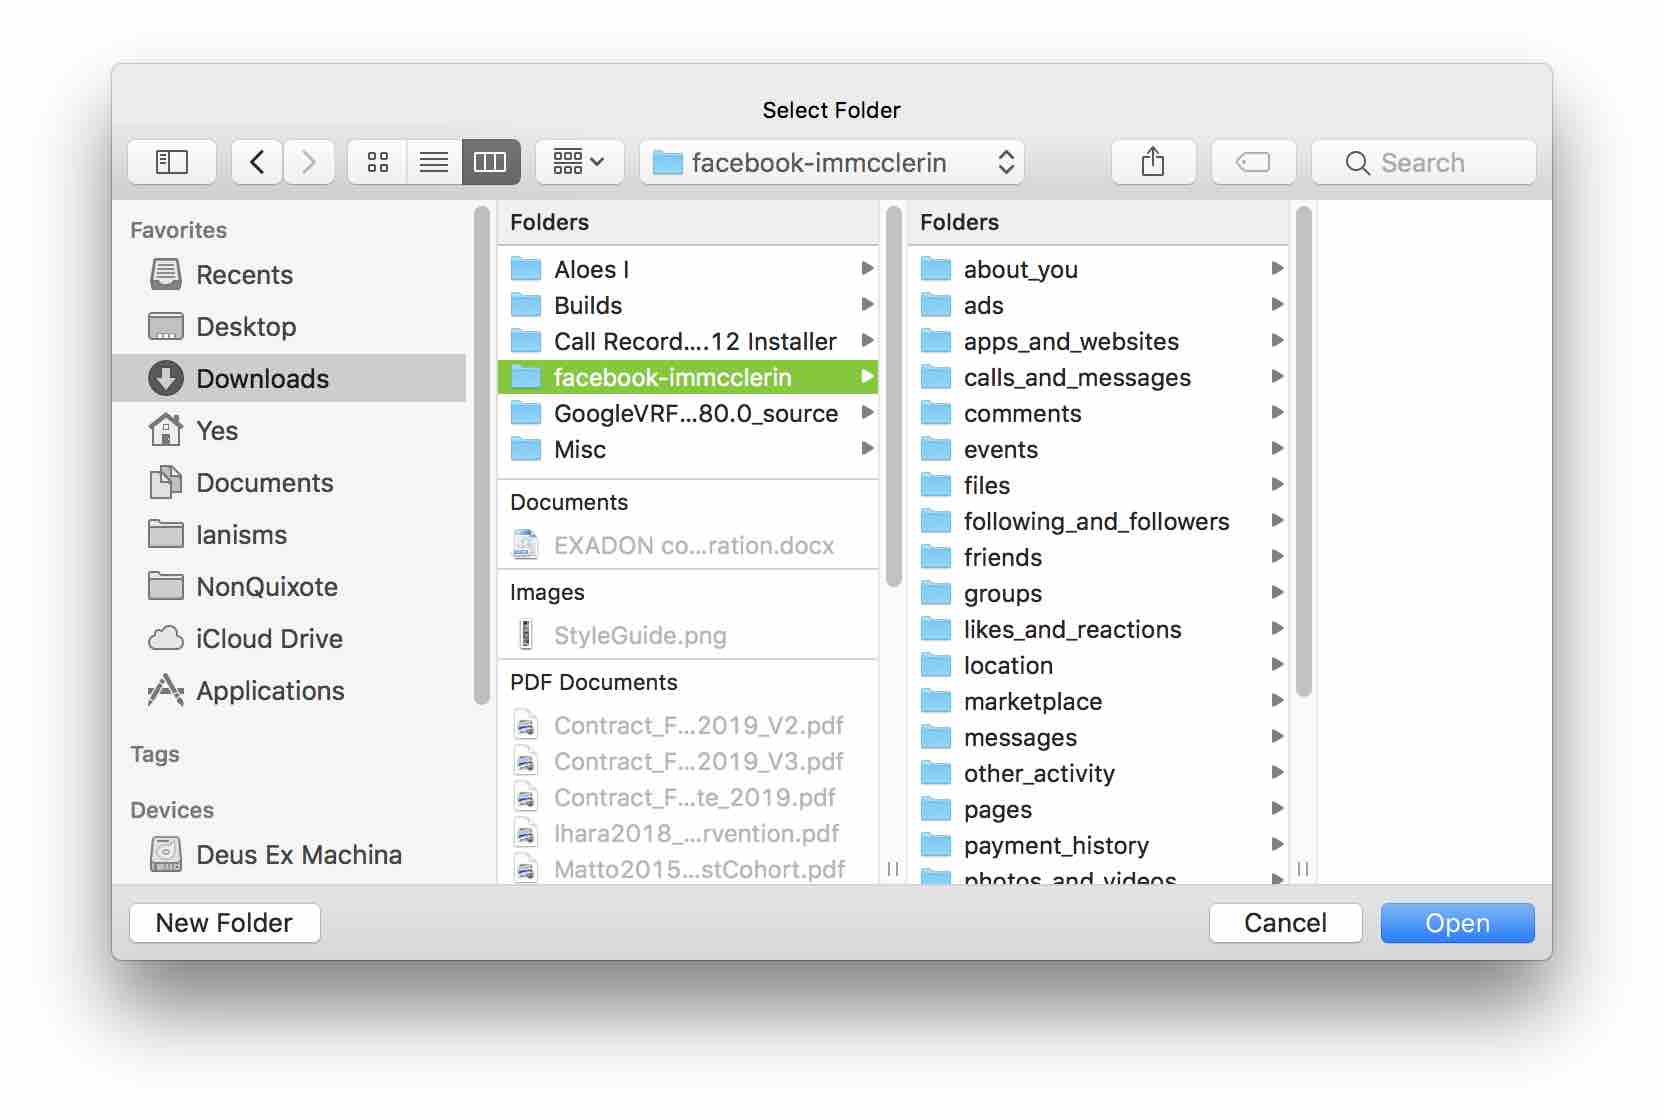 Select Folder
facebook-immcclerin
Search
Favorites
Recents
Desktop
Downloads
Yes
Documents
Ianisms
NonQuixote
iCloud Drive
Applications
Tags
Devices
Deus Ex Machina
Folders
Aloes I
Builds
Call Record....12 Installer
facebook-immcclerin
GoogleVRF...80.0_source
Misc
Documents
EXADON co...ration.docx
Images
StyleGuide.png
PDF Documents
Contract_F...2019_V2.pdf
Contract_F...2019_V3.pdf
Contract_F...te_2019.pdf
Ihara2018_...rvention.pdf
Matto2015...stCohort.pdf
Folders
about_you
ads
apps_and_websites
calls_and_messages
comments
events
files
following_and_followers
friends
groups
likes_and_reactions
location
marketplace
messages
other_activity
pages
payment_history
photos_and_videos
New Folder
Cancel
Open